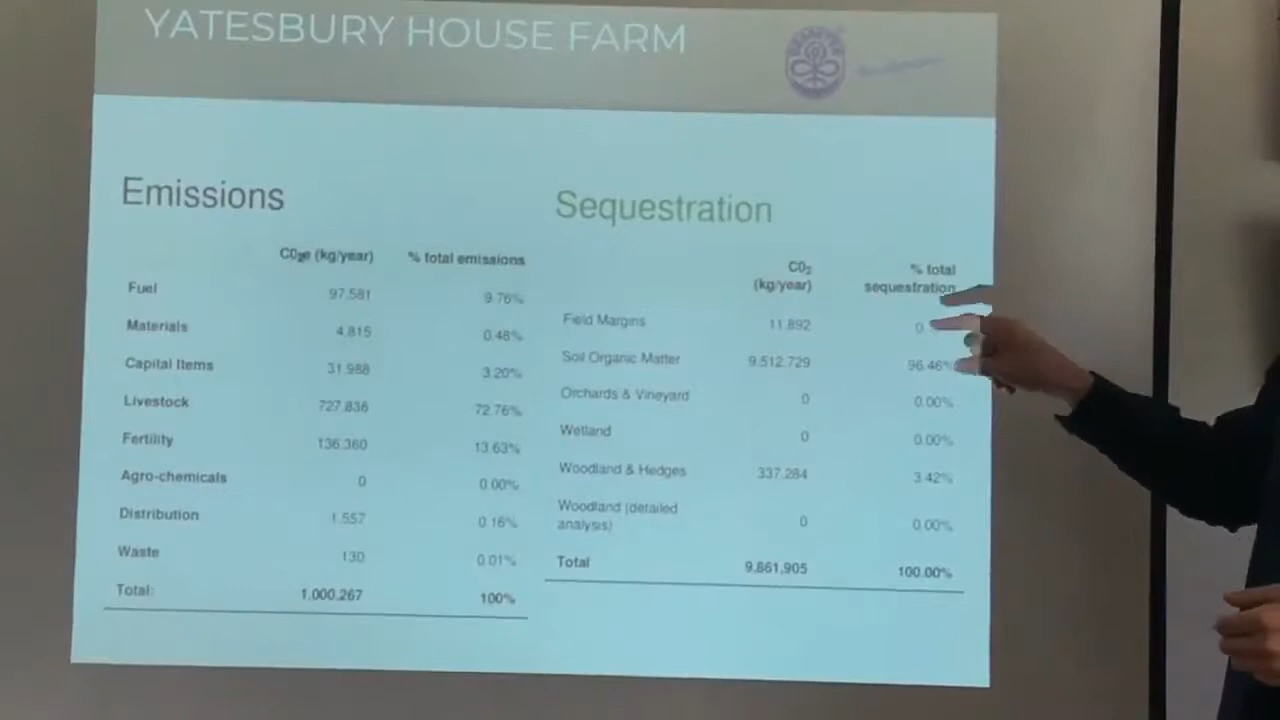 YATESBURY HOUSE FARM
DEMETER
Emissions
CO₂e (kg/year) % total emissions
Fuel 97.581 9.76%
Materials 4.815 0.48%
Capital Items 31.988 3.20%
Livestock 727.836 72.76%
Fertility 136.360 13.63%
Agro-chemicals 0 0.00%
Distribution 1.557 0.16%
Waste 130 0.01%
Total: 1.000.267 100%
Sequestration
CO₂ % total
(kg/year) sequestration
Field Margins 11.892
Soil Organic Matter 9.512.729 96.46%
Orchards & Vineyard 0 0.00%
Wetland 0 0.00%
Woodland & Hedges 337.284 3.42%
Woodland (detailed
analysis) 0 0.00%
Total 9,861,905 100.00%